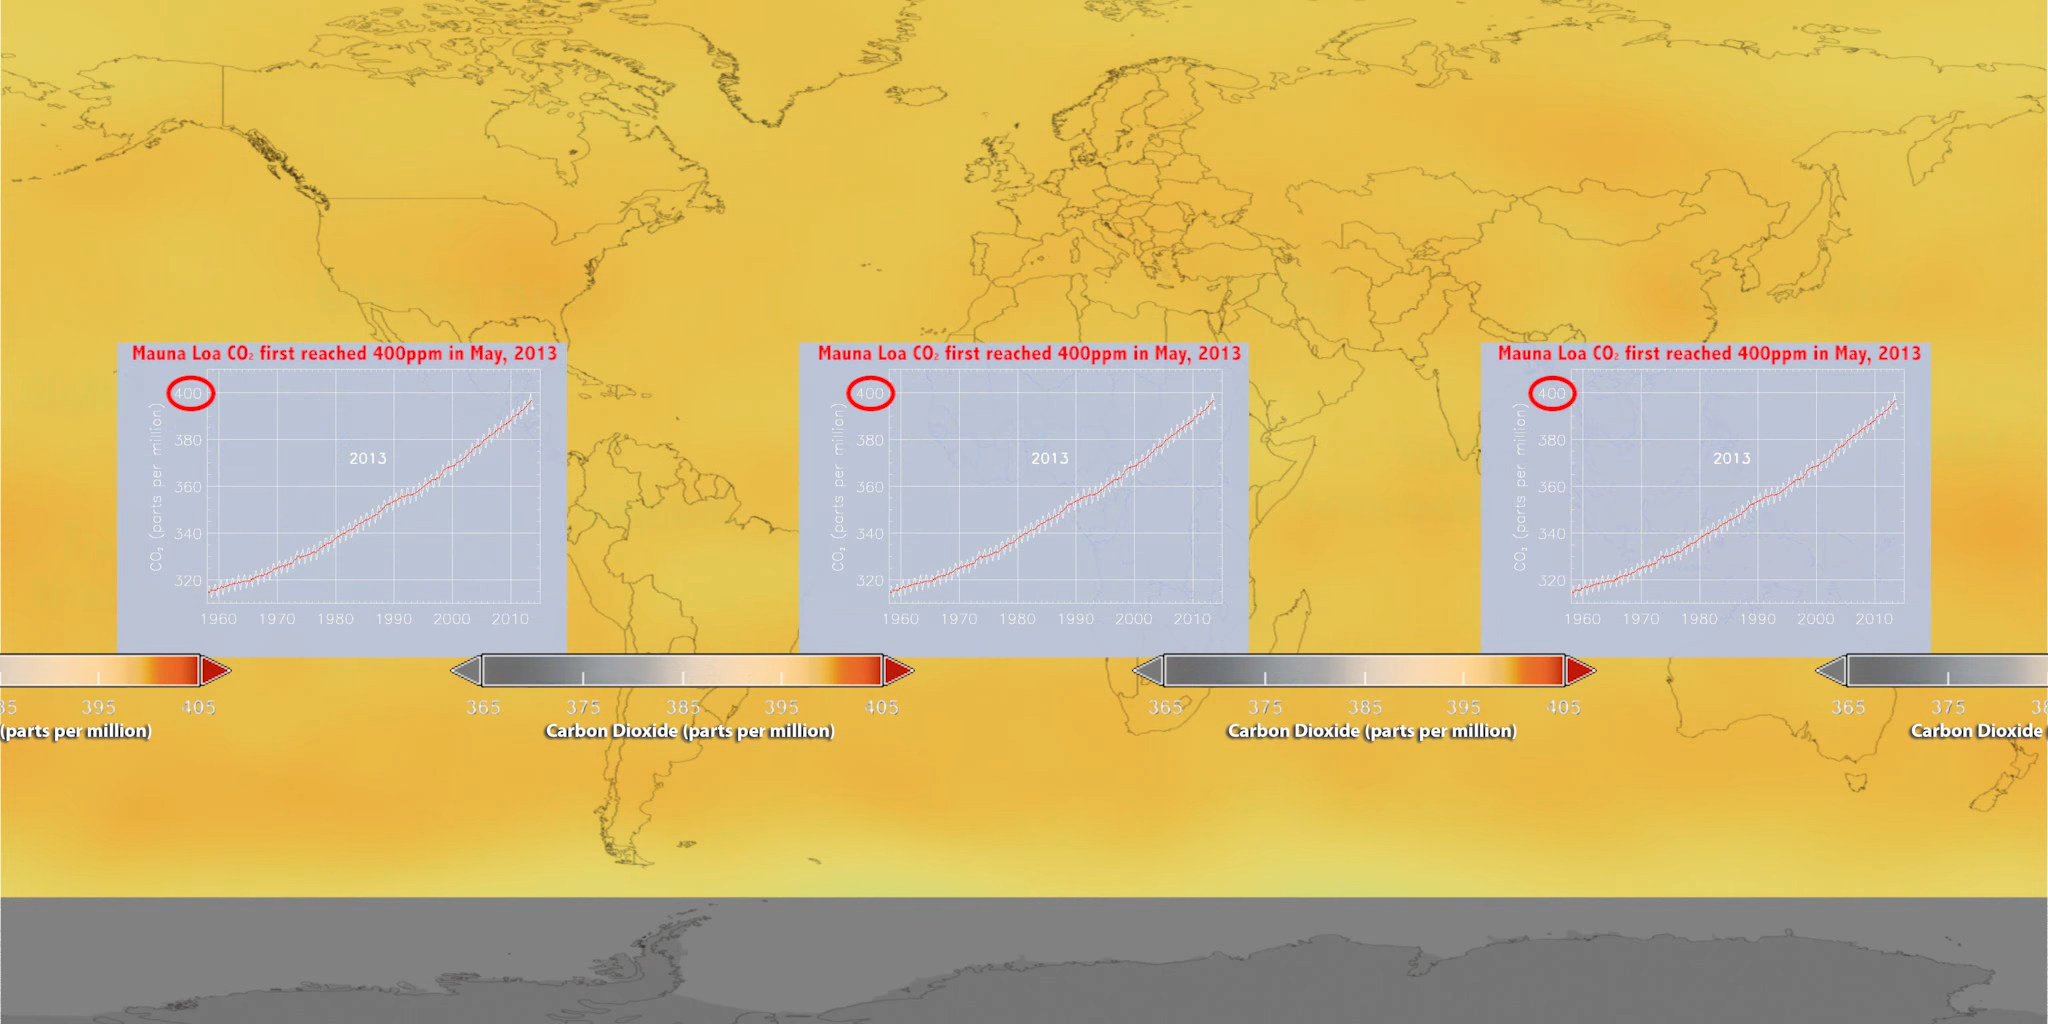 Mauna Loa CO₂ first reached 400ppm in May, 2013
400
380
360
340
320
CO₂ (parts per million)
2013
1960 1970 1980 1990 2000 2010
Mauna Loa CO₂ first reached 400ppm in May, 2013
400
380
360
340
320
CO₂ (parts per million)
2013
1960 1970 1980 1990 2000 2010
Mauna Loa CO₂ first reached 400ppm in May, 2013
400
380
360
340
320
CO₂ (parts per million)
2013
1960 1970 1980 1990 2000 2010
395 405
(parts per million)
365 375 385 395 405
Carbon Dioxide (parts per million)
365 375 385 395 405
Carbon Dioxide (parts per million)
365 375
Carbon Dioxide